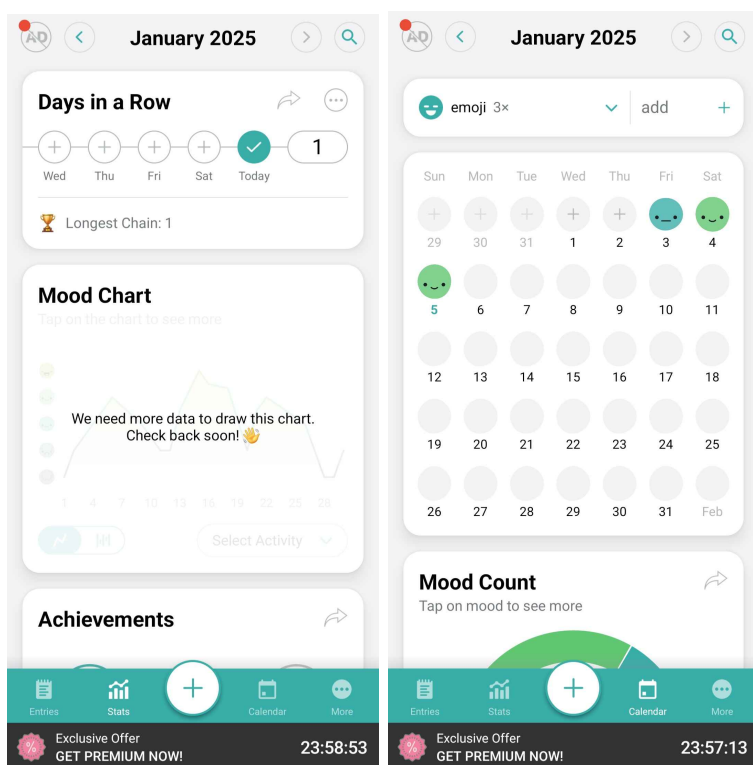 AD
January 2025
Days in a Row
1
Wed Thu Fri Sat Today
Longest Chain: 1
Mood Chart
Tap on the chart to see more
We need more data to draw this chart.
Check back soon!
1 4 7 10 13 16 19 22 25 28
Select Activity
Achievements
Entries Stats Calendar More
%
Exclusive Offer
GET PREMIUM NOW!
23:58:53
AD
January 2025
emoji 3×
add
Sun Mon Tue Wed Thu Fri Sat
29 30 31 1 2 3 4
5 6 7 8 9 10 11
12 13 14 15 16 17 18
19 20 21 22 23 24 25
26 27 28 29 30 31 Feb
Mood Count
Tap on mood to see more
Entries Stats Calendar More
%
Exclusive Offer
GET PREMIUM NOW!
23:57:13